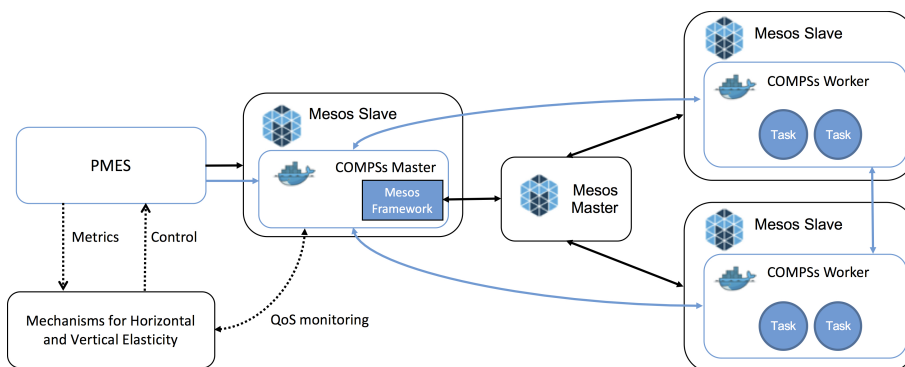 PMES
Metrics
Control
Mechanisms for Horizontal
and Vertical Elasticity
QoS monitoring
Mesos Slave
COMPSs Master
Mesos
Framework
Mesos
Master
Mesos Slave
COMPSs Worker
Task
Task
Mesos Slave
COMPSs Worker
Task
Task